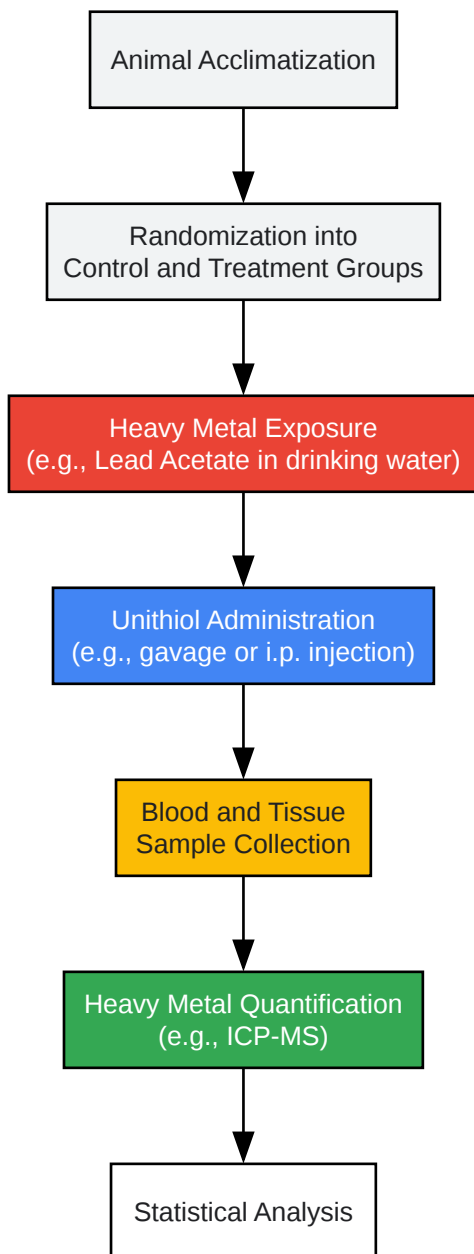 Animal Acclimatization
Randomization into
Control and Treatment Groups
Heavy Metal Exposure
(e.g., Lead Acetate in drinking water)
Unithiol Administration
(e.g., gavage or i.p. injection)
Blood and Tissue
Sample Collection
Heavy Metal Quantification
(e.g., ICP-MS)
Statistical Analysis